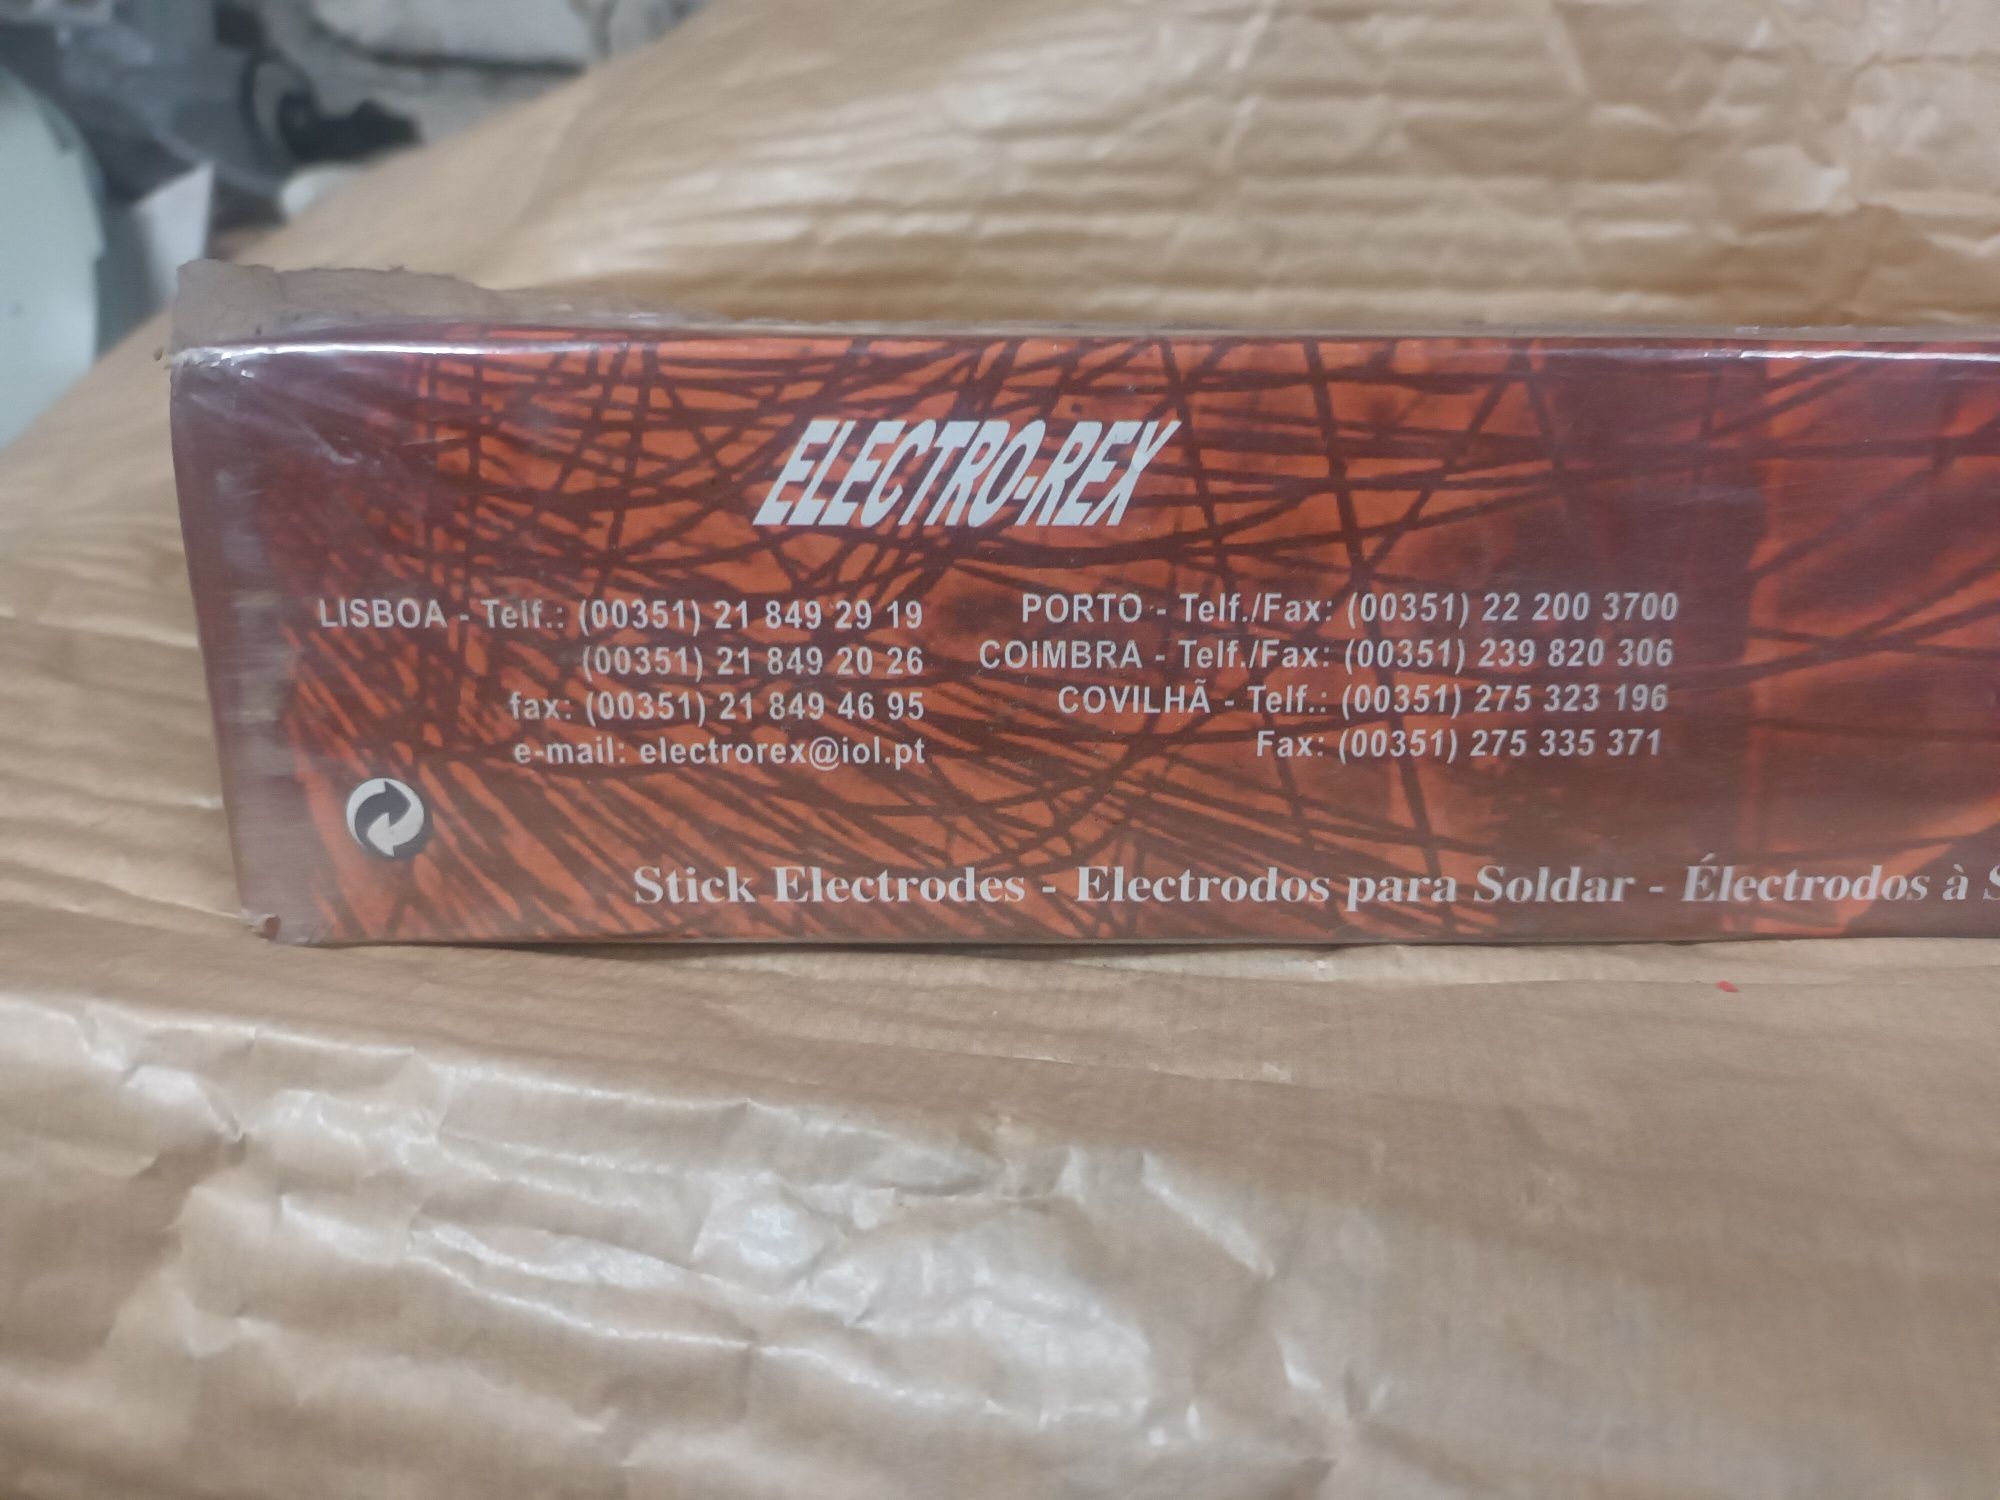 ELECTRO-REX
LISBOA - Telf.: (00351) 21 849 29 19
(00351) 21 849 20 26
fax: (00351) 21 849 46 95
e-mail: electrorex@iol.pt
PORTO - Telf./Fax: (00351) 22 200 3700
COIMBRA - Telf./Fax: (00351) 239 820 306
COVILHÃ - Telf.: (00351) 275 323 196
Fax: (00351) 275 335 371
Stick Electrodes - Electrodos para Soldar - Électrodos à